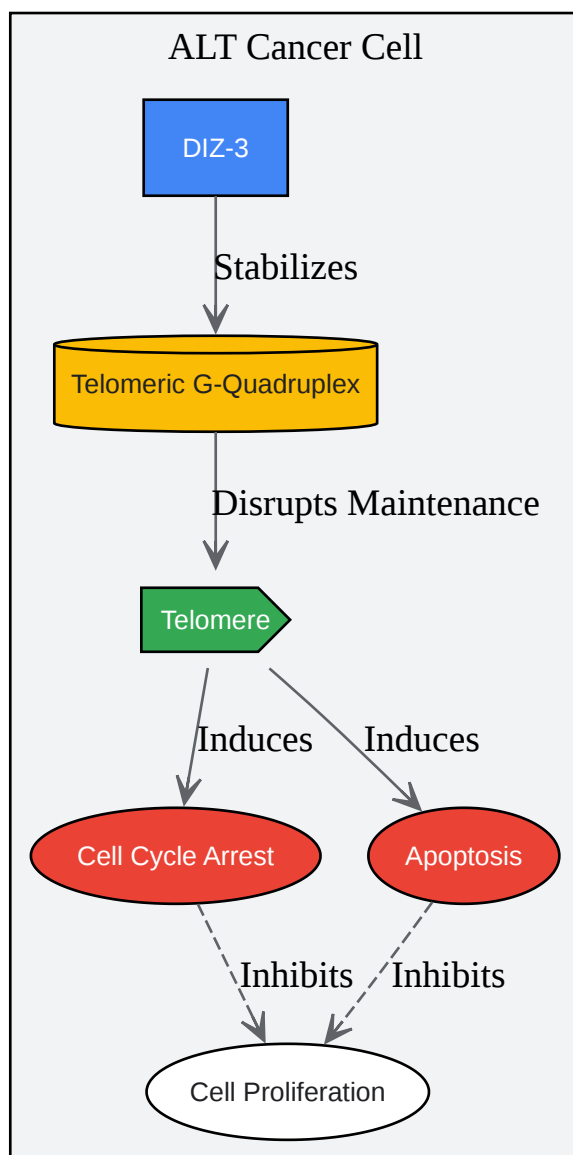 ALT Cancer Cell
DIZ-3
Stabilizes
Telomeric G-Quadruplex
Disrupts Maintenance
Telomere
Induces
Induces
Cell Cycle Arrest
Apoptosis
Inhibits
Inhibits
Cell Proliferation